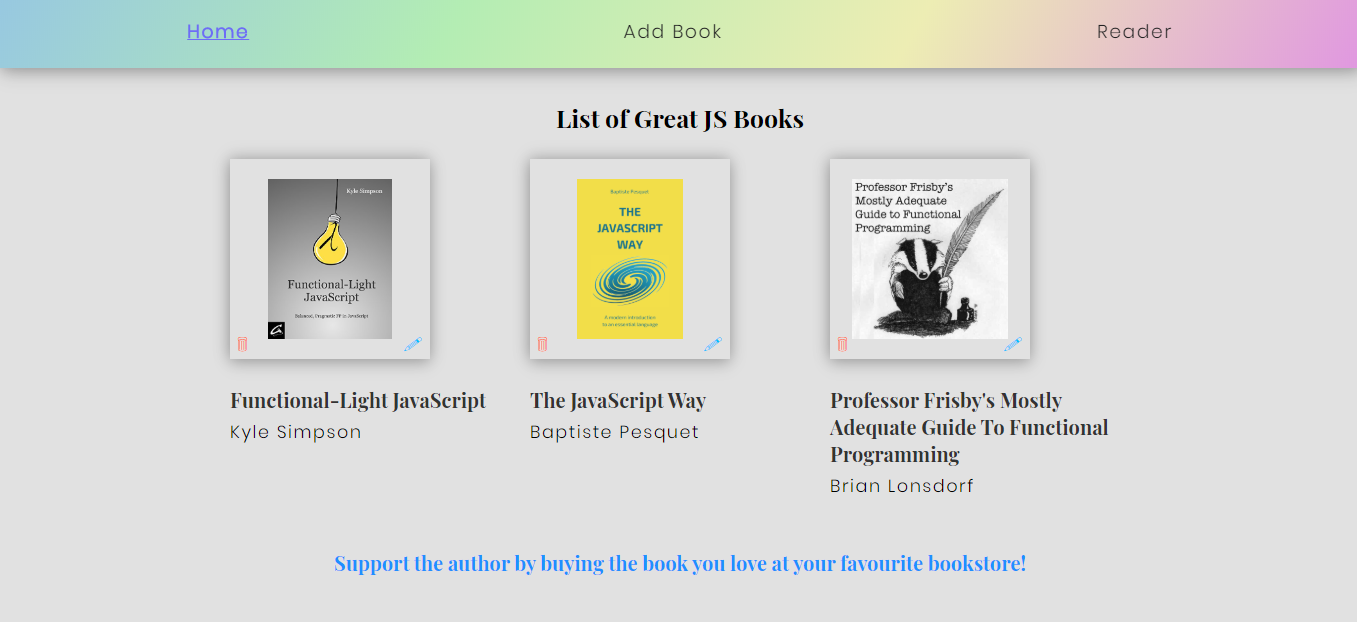 Home
Add Book
Reader
List of Great JS Books
Kyle Simpson
Functional-Light
JavaScript
Balanced, Pragmatic FP in JavaScript
Baptiste Pesquet
THE
JAVASCRIPT
WAY
A modern introduction
to an essential language
Professor Frisby's
Mostly Adequate
Guide to Functional
Programming
Functional-Light JavaScript
Kyle Simpson
The JavaScript Way
Baptiste Pesquet
Professor Frisby's Mostly
Adequate Guide To Functional
Programming
Brian Lonsdorf
Support the author by buying the book you love at your favourite bookstore!